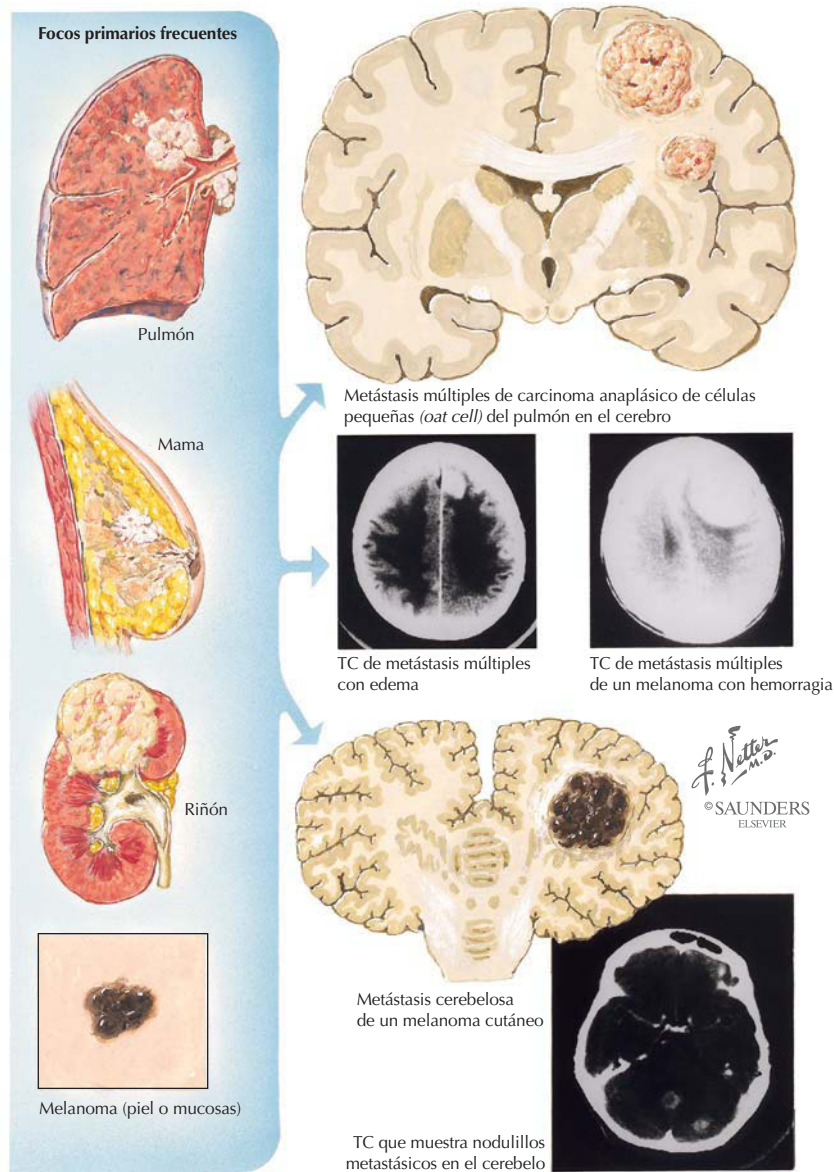 Focos primarios frecuentes
Pulmón
Metástasis múltiples de carcinoma anaplásico de células
pequeñas (oat cell) del pulmón en el cerebro
Mama
TC de metástasis múltiples
con edema
TC de metástasis múltiples
de un melanoma con hemorragia
Riñón
F. Netter
M.D.
©SAUNDERS
ELSEVIER
Metástasis cerebelosa
de un melanoma cutáneo
Melanoma (piel o mucosas)
TC que muestra nodulillos
metastásicos en el cerebelo